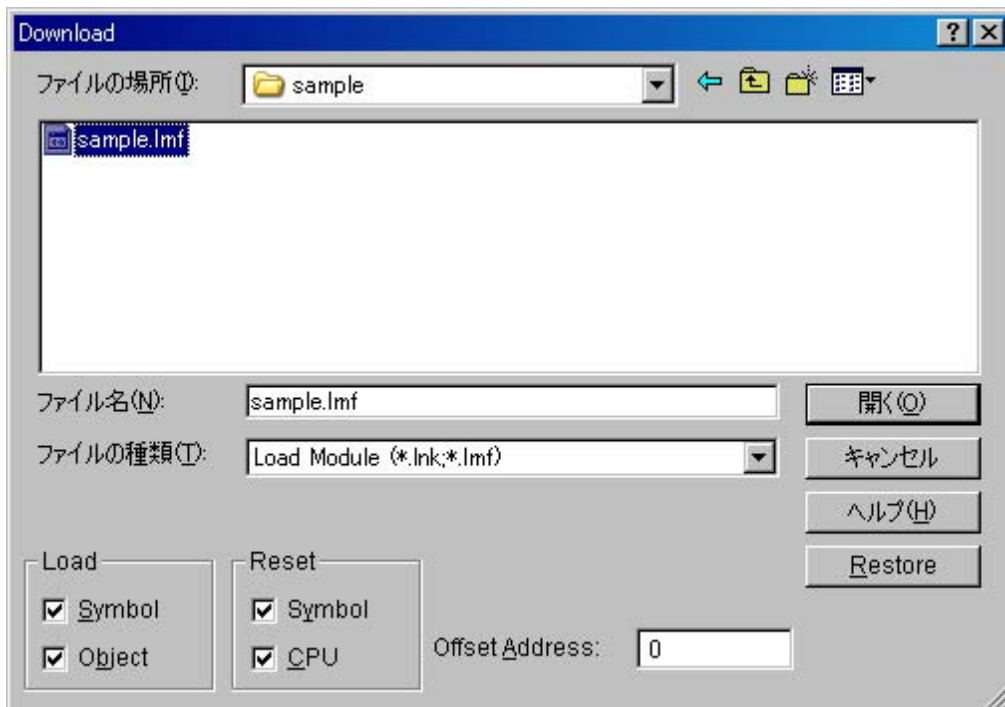 Download
ファイルの場所(I):
sample
sample.lmf
ファイル名(N):
sample.lmf
開く(O)
ファイルの種類(T):
Load Module (*.lnk;*.lmf)
キャンセル
ヘルプ(H)
Restore
Load
Symbol
Object
Reset
Symbol
CPU
Offset Address:
0